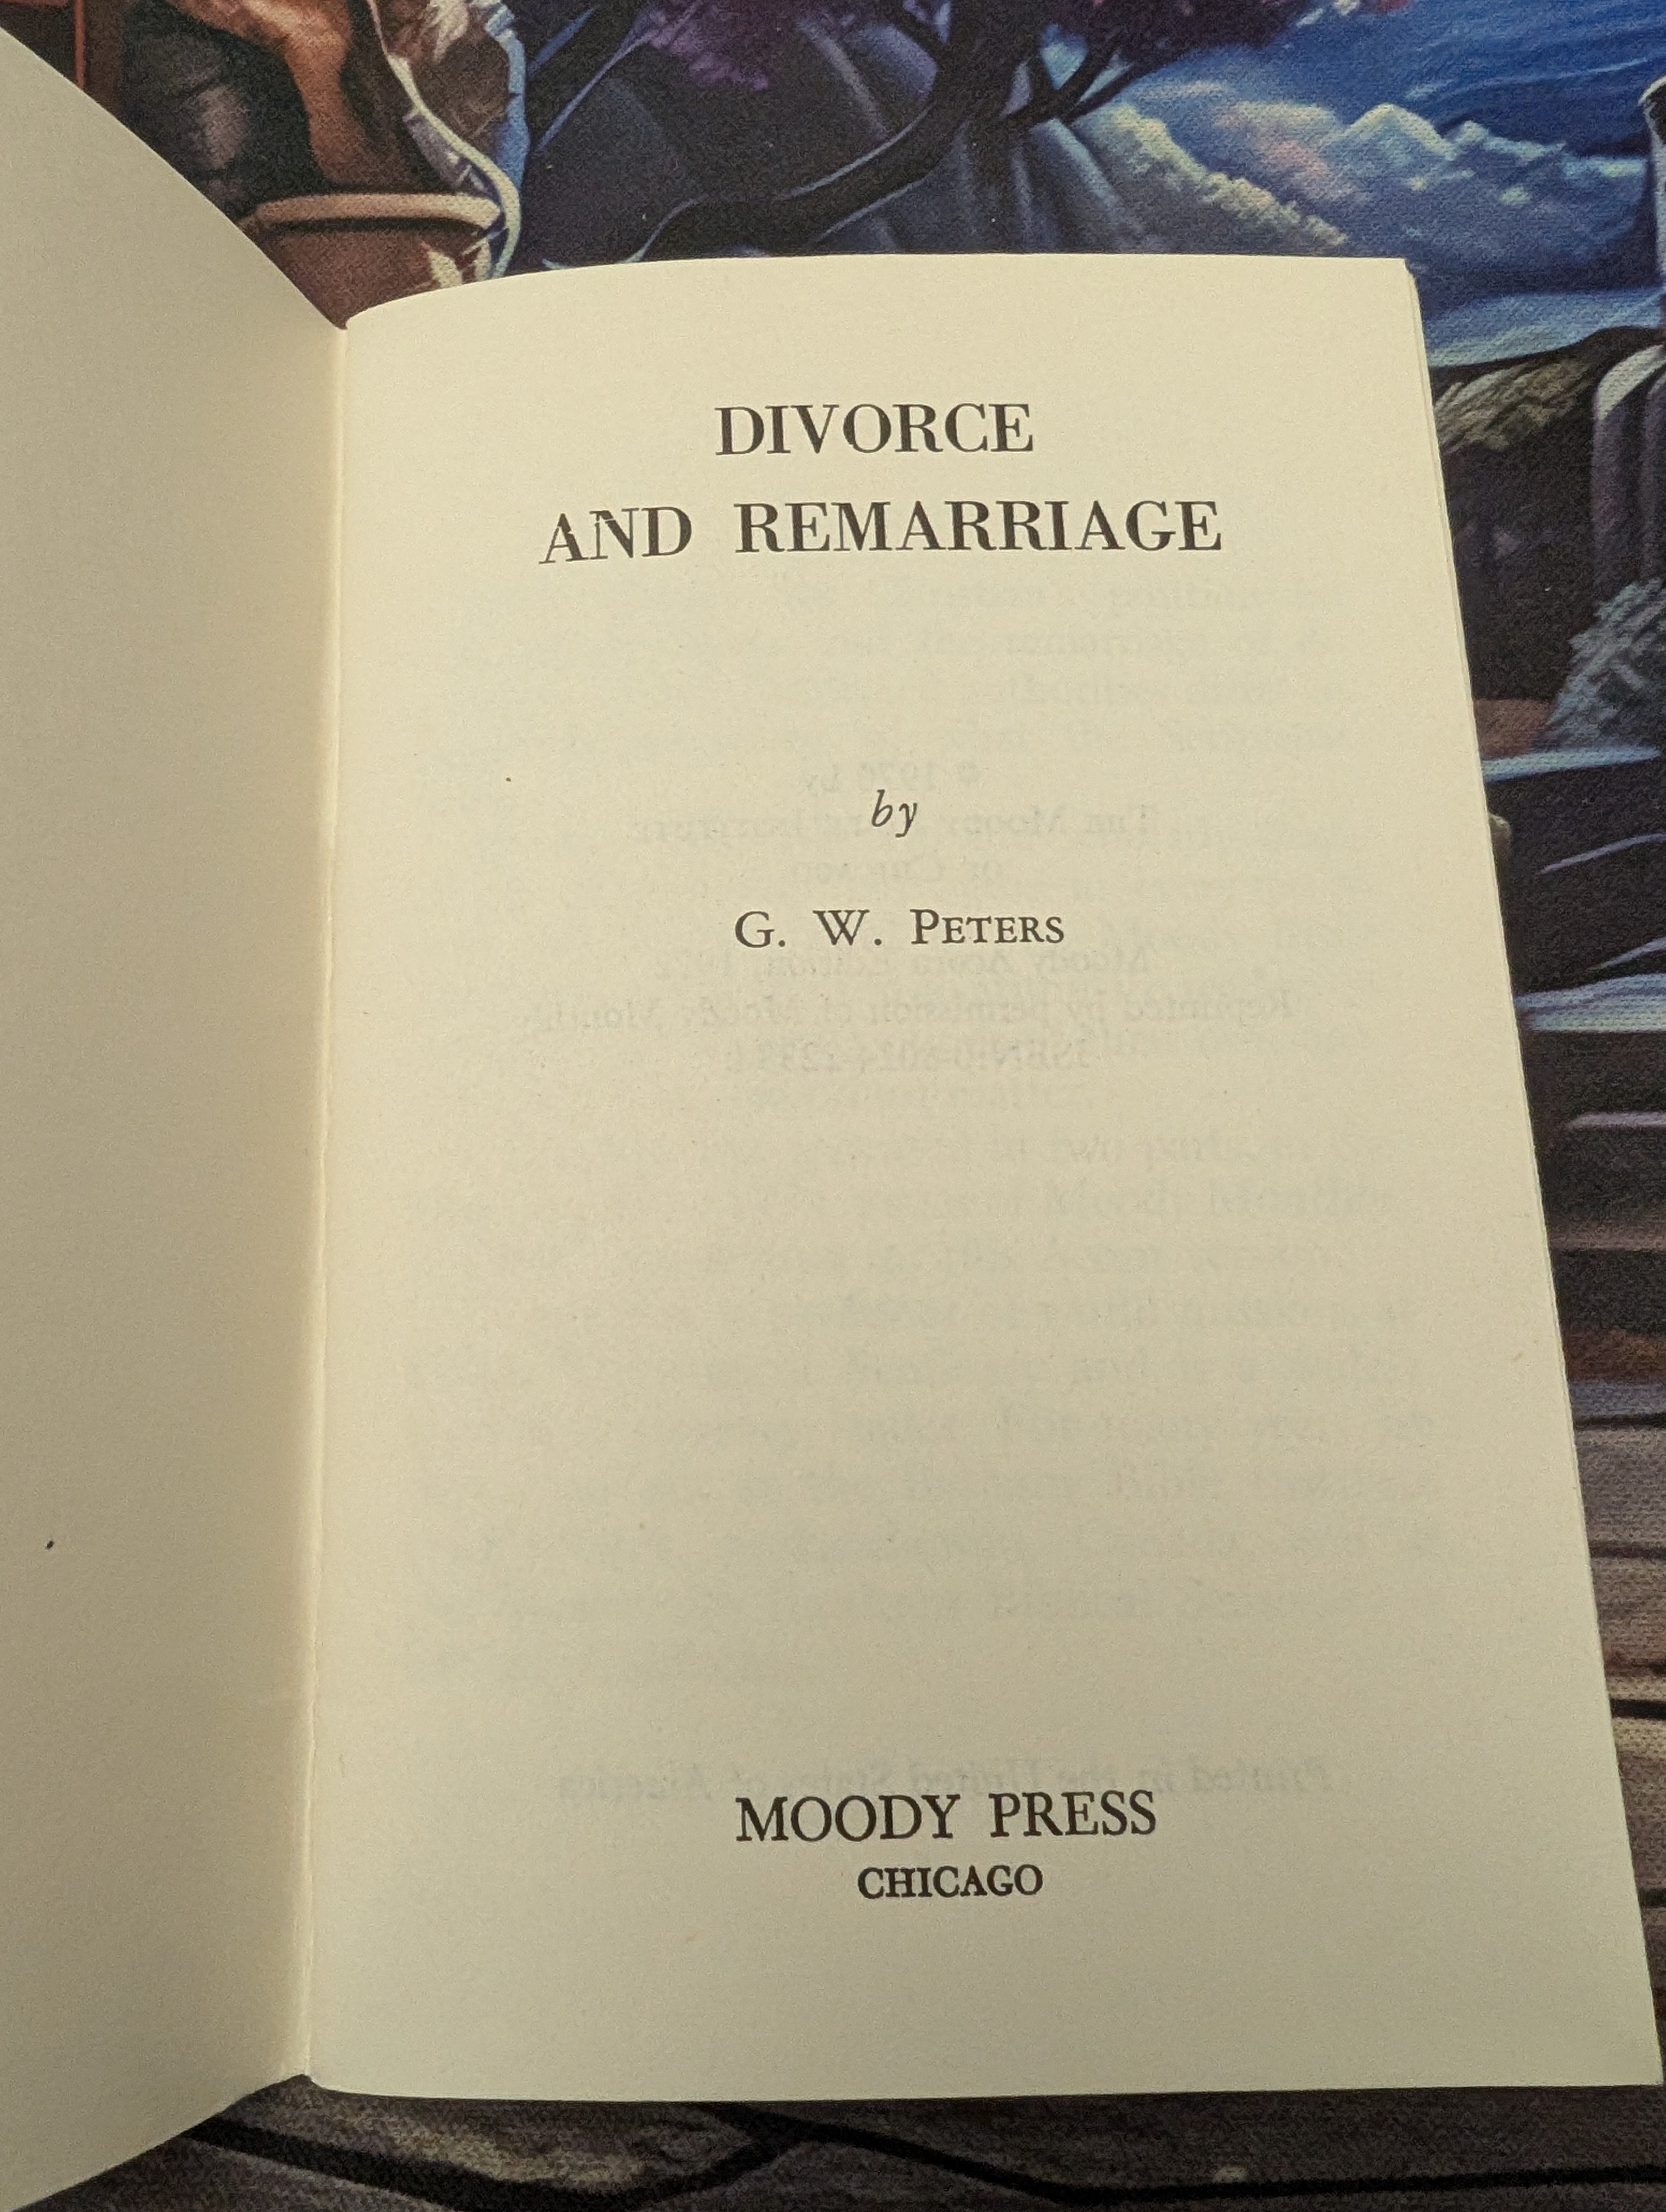 DIVORCE
AND REMARRIAGE
by
G. W. PETERS
MOODY PRESS
CHICAGO